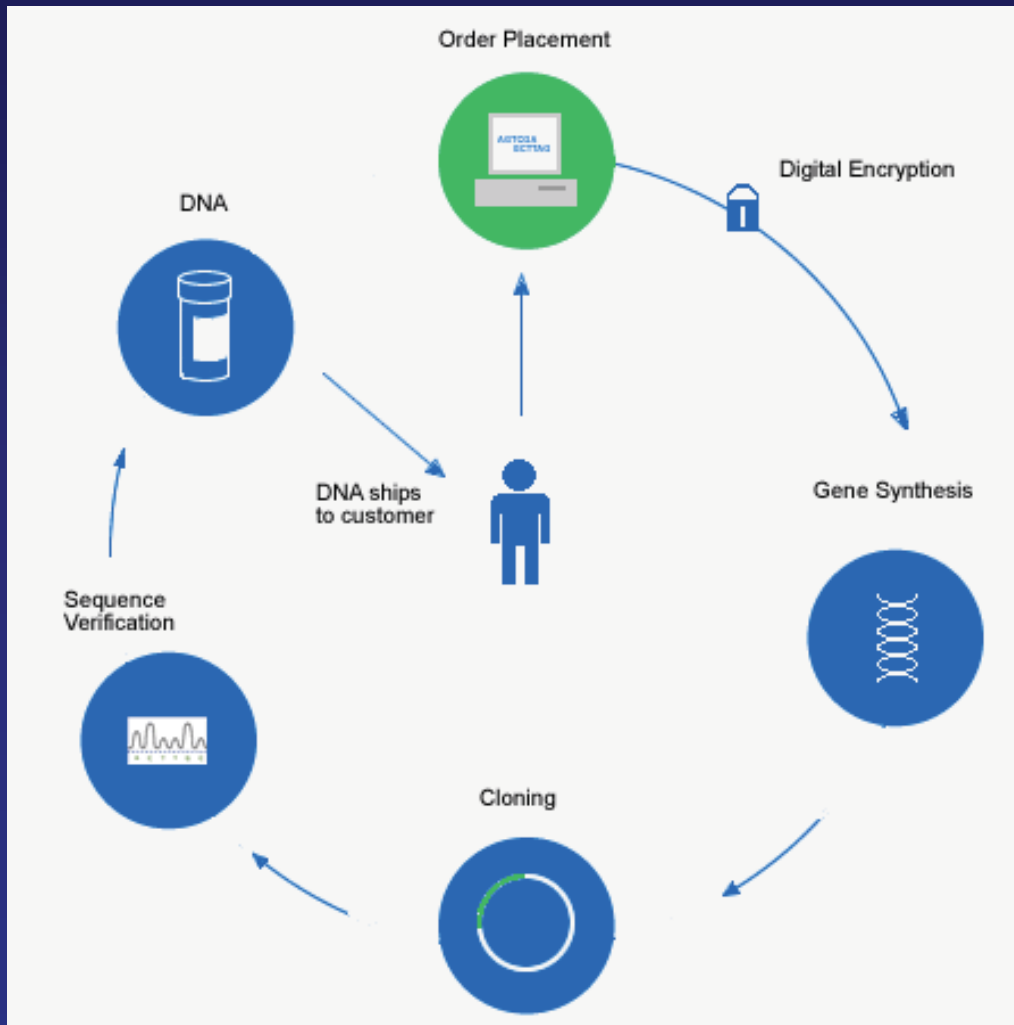 Order Placement
Digital Encryption
DNA
Gene Synthesis
DNA ships
to customer
Sequence
Verification
Cloning